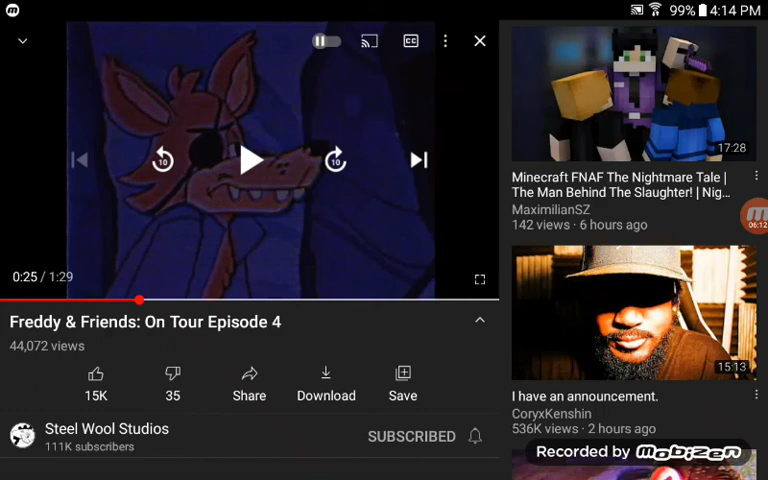 99% 4:14 PM
CC
10
10
0:25 / 1:29
Freddy & Friends: On Tour Episode 4
44,072 views
15K
35
Share
Download
Save
Steel Wool Studios
111K subscribers
SUBSCRIBED
17:28
Minecraft FNAF The Nightmare Tale |
The Man Behind The Slaughter! | Nig...
MaximilianSZ
142 views · 6 hours ago
06:12
15:13
I have an announcement.
CoryxKenshin
536K views · 2 hours ago
Recorded by mobizen